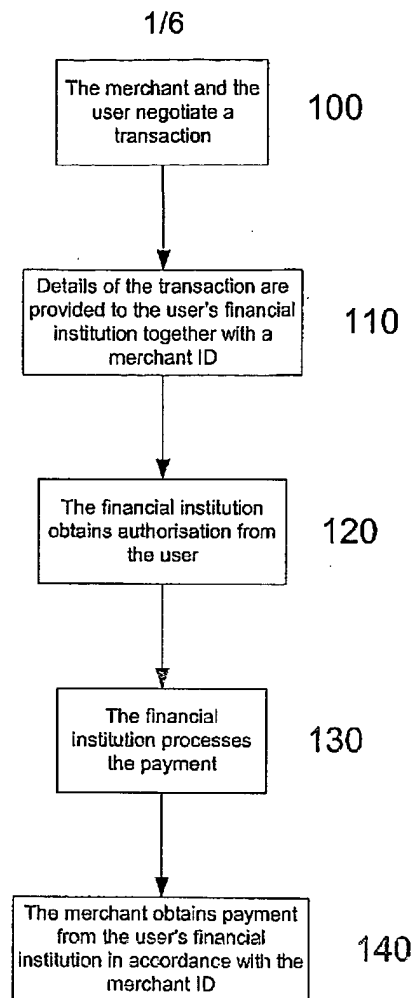 1/6
The merchant and the
user negotiate a
transaction
100
Details of the transaction are
provided to the user's financial
institution together with a
merchant ID
110
The financial institution
obtains authorisation from
the user
120
The financial
institution processes
the payment
130
The merchant obtains payment
from the user's financial
institution in accordance with the
merchant ID
140